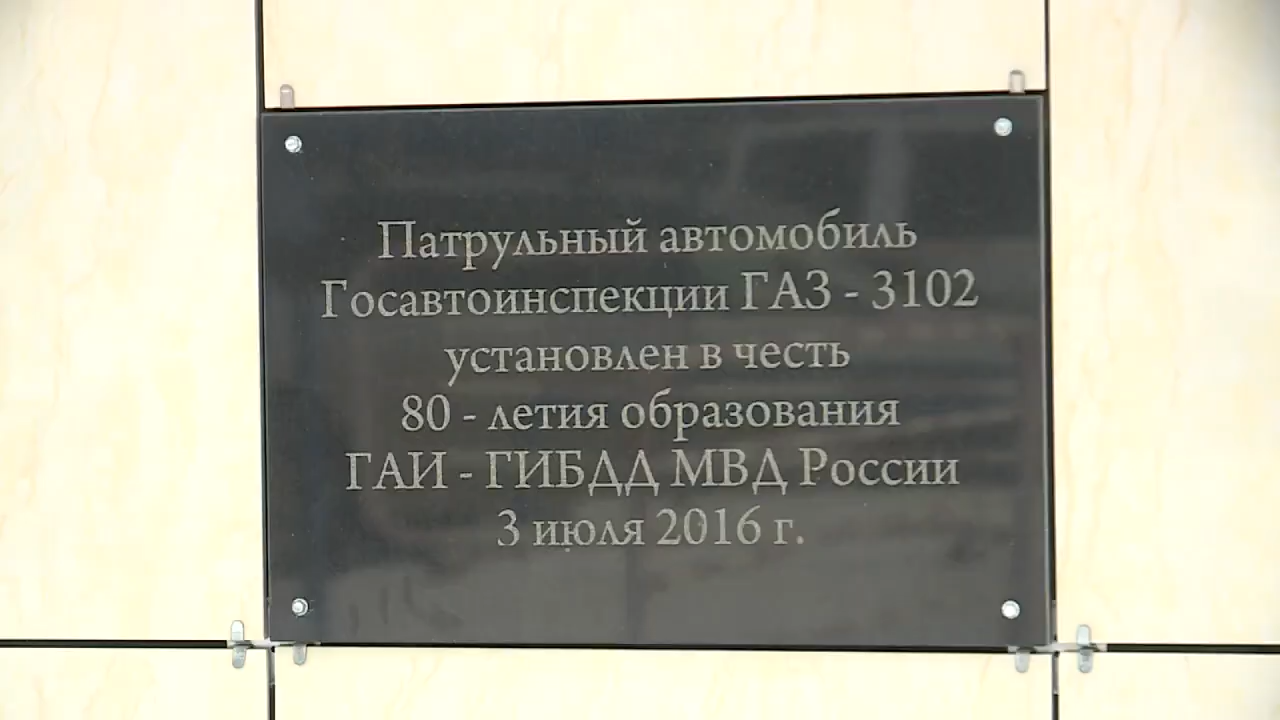 Патрульный автомобиль
Госавтоинспекции ГАЗ - 3102
установлен в честь
80 - летия образования
ГАИ - ГИБДД МВД России
3 июля 2016 г.